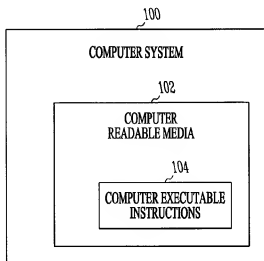 100
COMPUTER SYSTEM
102
COMPUTER
READABLE MEDIA
104
COMPUTER EXECUTABLE
INSTRUCTIONS